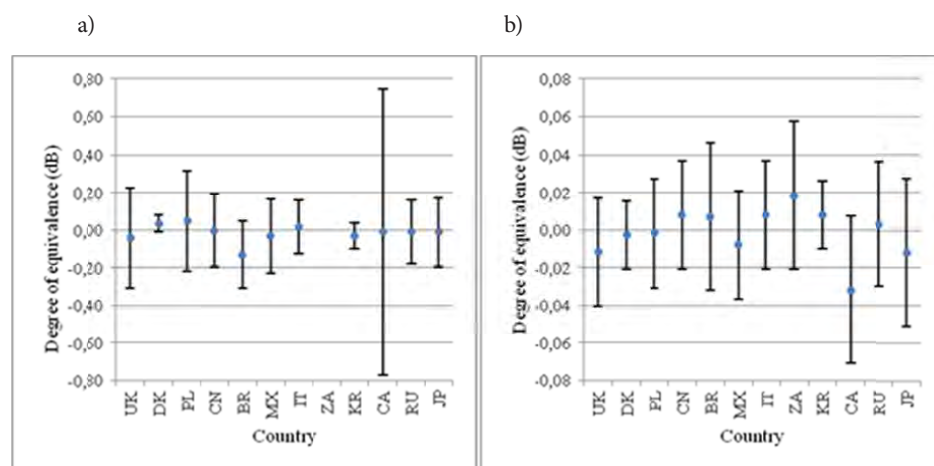 a)
b)
Degree of equivalence (dB)
0,80
0,60
0,40
0,20
0,00
-0,20
-0,40
-0,60
-0,80
UK DK PL CN BR MX IT ZA KR CA RU JP
Country
Degree of equivalence (dB)
0,08
0,06
0,04
0,02
0,00
-0,02
-0,04
-0,06
-0,08
UK DK PL CN BR MX IT ZA KR CA RU JP
Country